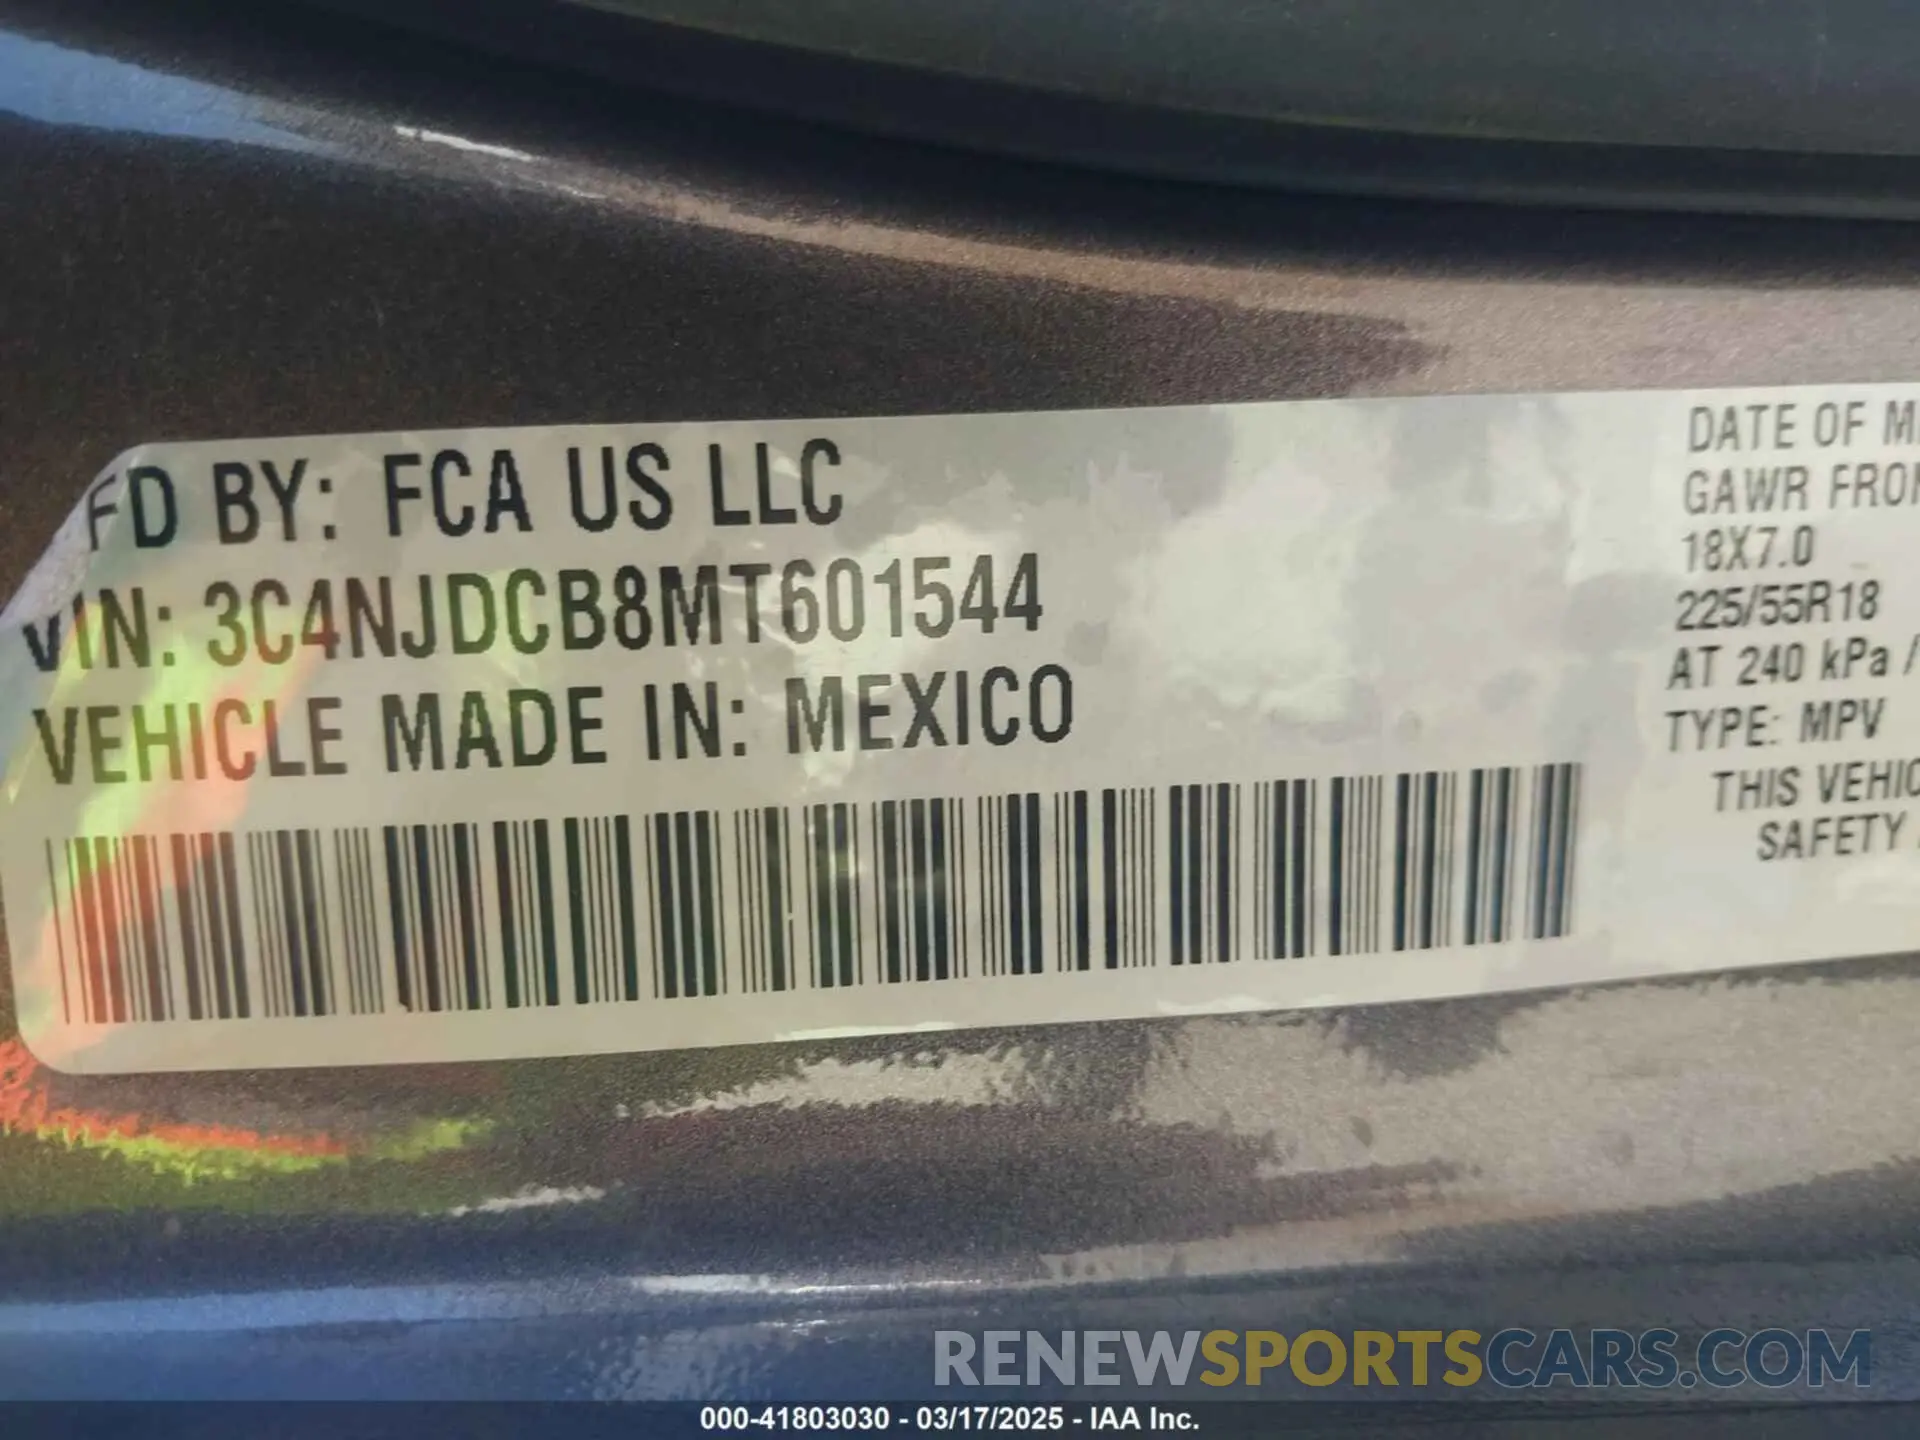 FD BY: FCA US LLC
VIN: 3C4NJDCB8MT601544
VEHICLE MADE IN: MEXICO
DATE OF M
GAWR FRON
18X7.0
225/55R18
AT 240 kPa /
TYPE: MPV
THIS VEHIC
SAFETY
RENEWSPORTSCARS.COM
000-41803030 - 03/17/2025 - IAA Inc.